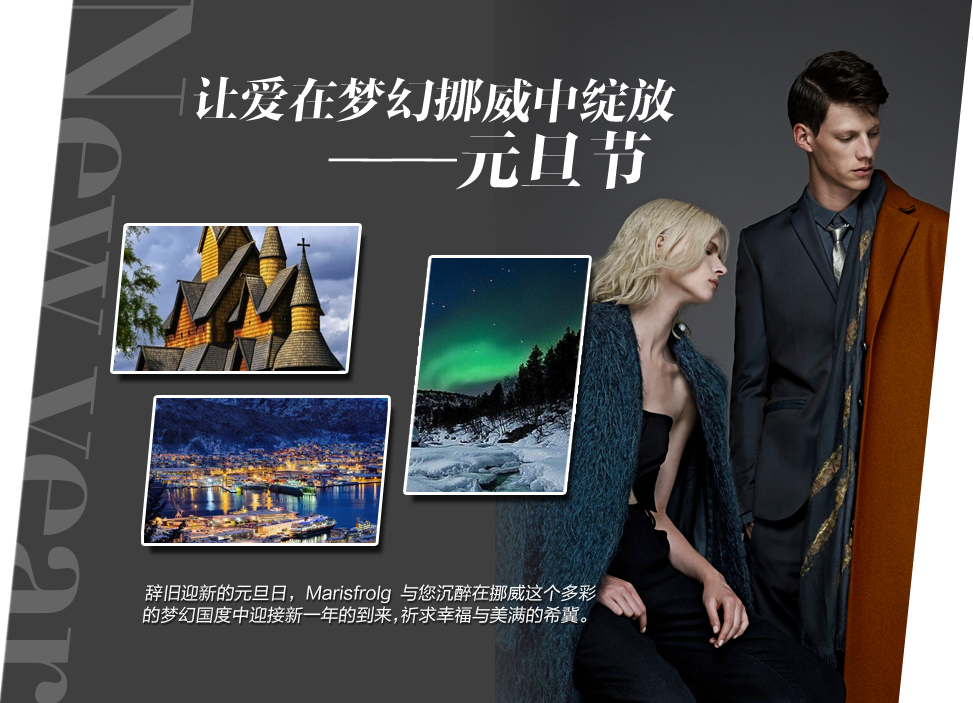 New year
让爱在梦幻挪威中绽放
——元旦节
辞旧迎新的元旦日，Marisfrolg 与您沉醉在挪威这个多彩
的梦幻国度中迎接新一年的到来，祈求幸福与美满的希冀。